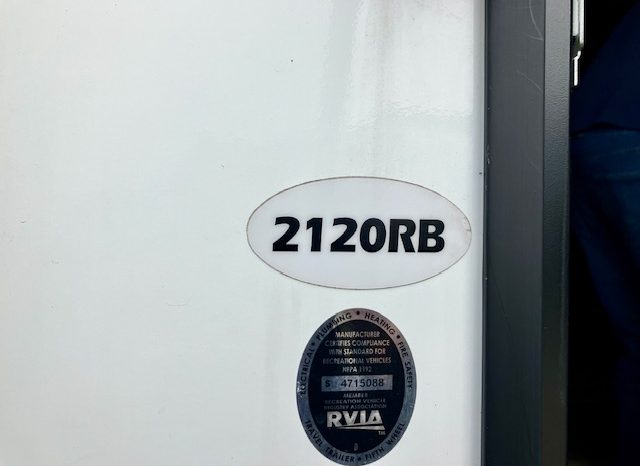 2120RB
ELECTRICAL • PLUMBING • HEATING • FIRE SAFETY
MANUFACTURER
CERTIFIES COMPLIANCE
WITH STANDARD FOR
RECREATIONAL VEHICLES
NFPA 1192
4715088
MEMBER
RECREATION VEHICLE
INDUSTRY ASSOCIATION
RVIA
TM
TRAVEL TRAILER • FIFTH WHEEL